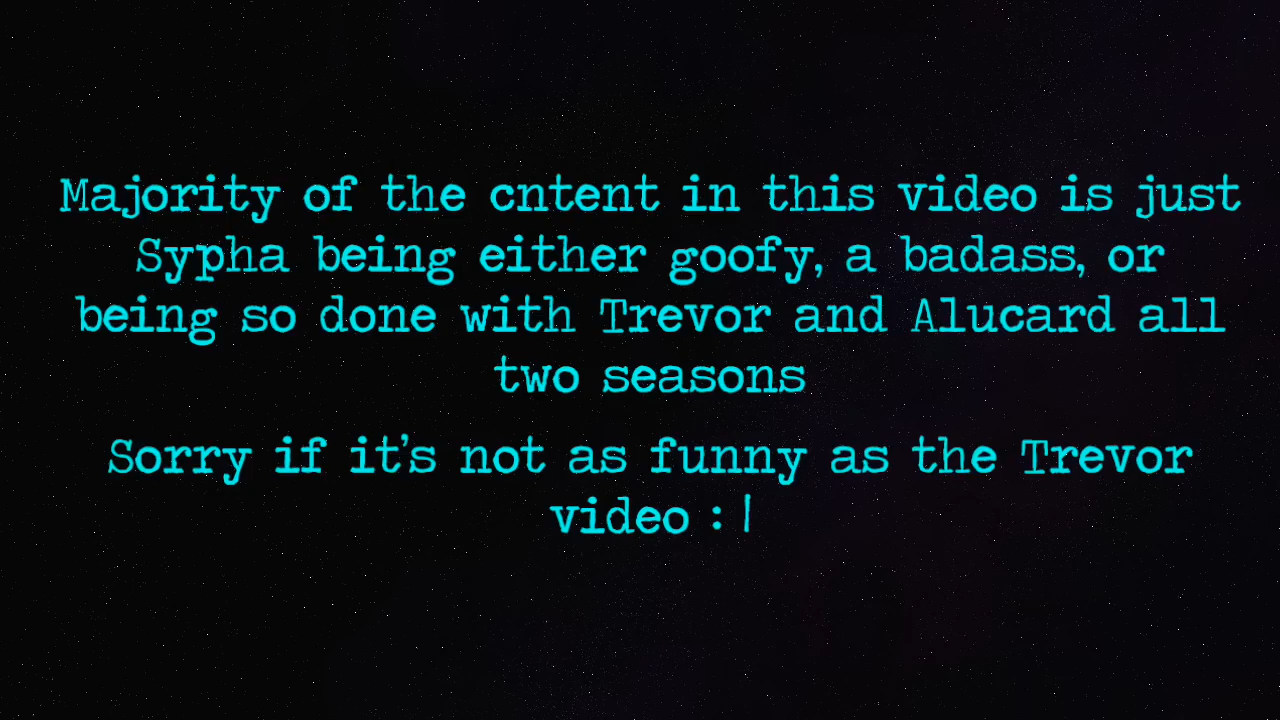 Majority of the cntent in this video is just
Sypha being either goofy, a badass, or
being so done with Trevor and Alucard all
two seasons
Sorry if it's not as funny as the Trevor
video :|